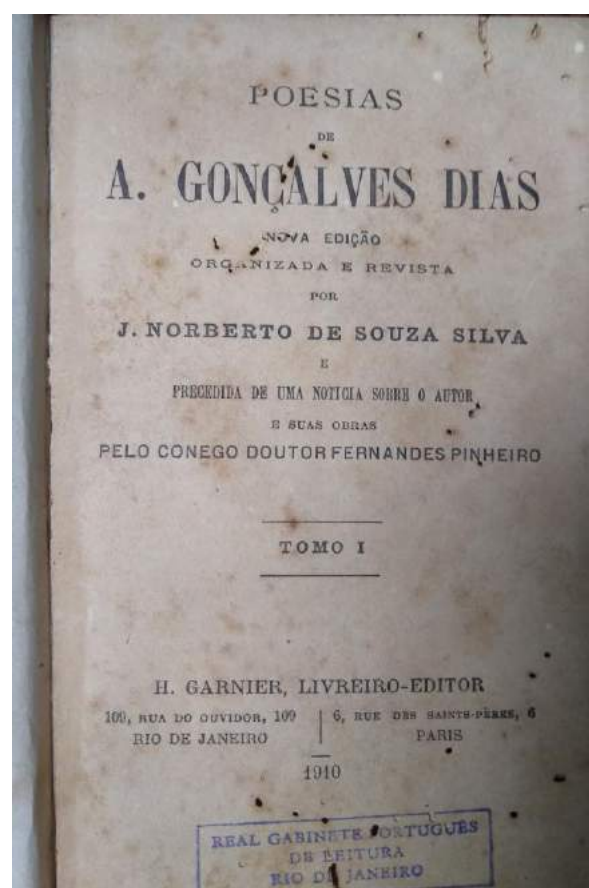 POESIAS
DE
A. GONÇALVES DIAS
NOVA EDIÇÃO
ORGANIZADA E REVISTA
POR
J. NORBERTO DE SOUZA SILVA
E
PRECEDIDA DE UMA NOTICIA SOBRE O AUTOR
E SUAS OBRAS
PELO CONEGO DOUTOR FERNANDES PINHEIRO
TOMO I
H. GARNIER, LIVREIRO-EDITOR
109, RUA DO OUVIDOR, 109
RIO DE JANEIRO
6, RUE DES SAINTS-PÈRES, 6
PARIS
1910
REAL GABINETE PORTUGUÊS
DE LEITURA
RIO DE JANEIRO